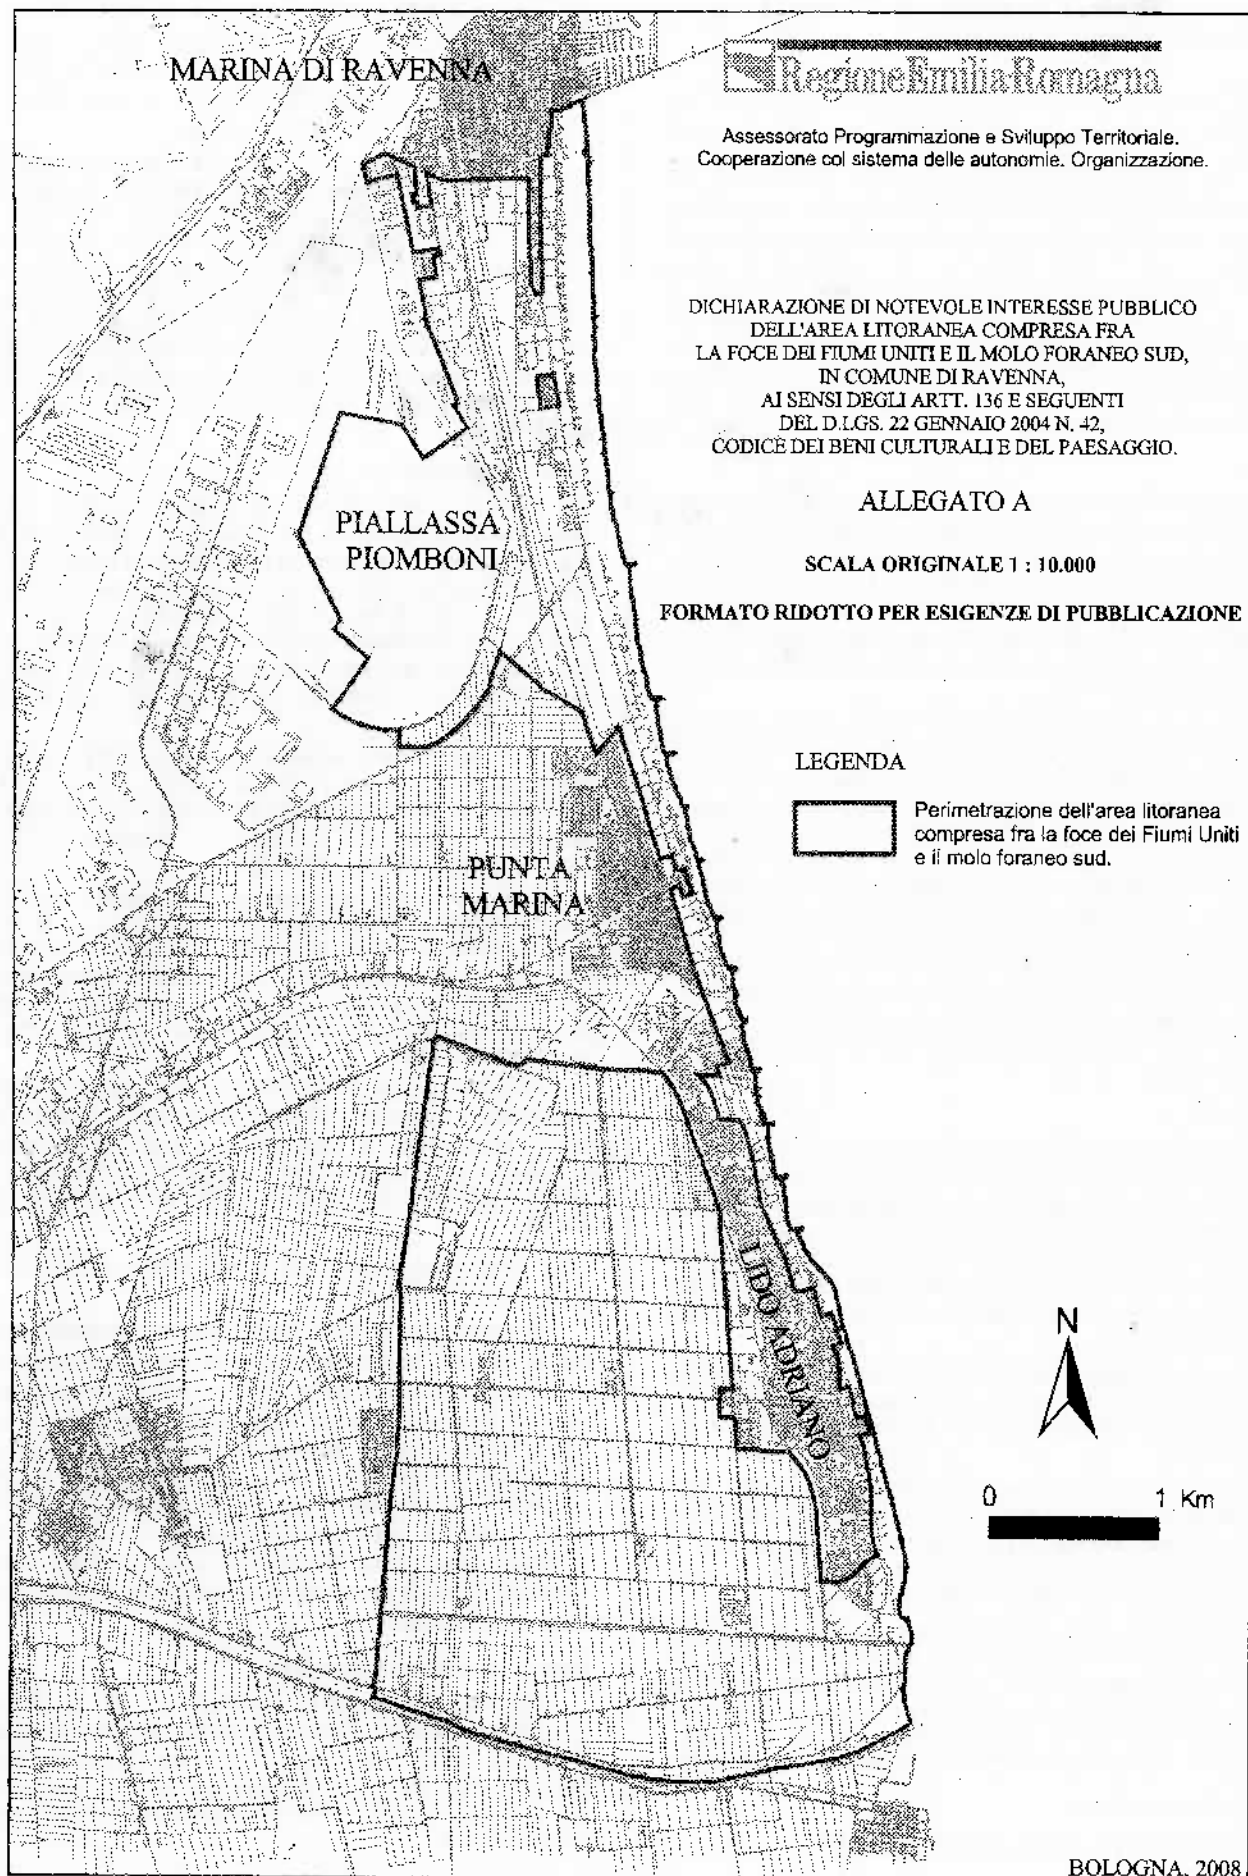 MARINA DI RAVENNA
RegioneEmilia-Romagna
Assessorato Programmazione e Sviluppo Territoriale.
Cooperazione col sistema delle autonomie. Organizzazione.
DICHIARAZIONE DI NOTEVOLE INTERESSE PUBBLICO
DELL'AREA LITORANEA COMPRESA FRA
LA FOCE DEI FIUMI UNITI E IL MOLO FORANEO SUD,
IN COMUNE DI RAVENNA,
AI SENSI DEGLI ARTT. 136 E SEGUENTI
DEL D.LGS. 22 GENNAIO 2004 N. 42,
CODICE DEI BENI CULTURALI E DEL PAESAGGIO.
ALLEGATO A
SCALA ORIGINALE 1 : 10.000
FORMATO RIDOTTO PER ESIGENZE DI PUBBLICAZIONE
PIALLASSA
PIOMBONI
LEGENDA
Perimetrazione dell'area litoranea
compresa fra la foce dei Fiumi Uniti
e il molo foraneo sud.
PUNTA
MARINA
LIDO ADRIANO
N
0 1 Km
BOLOGNA, 2008